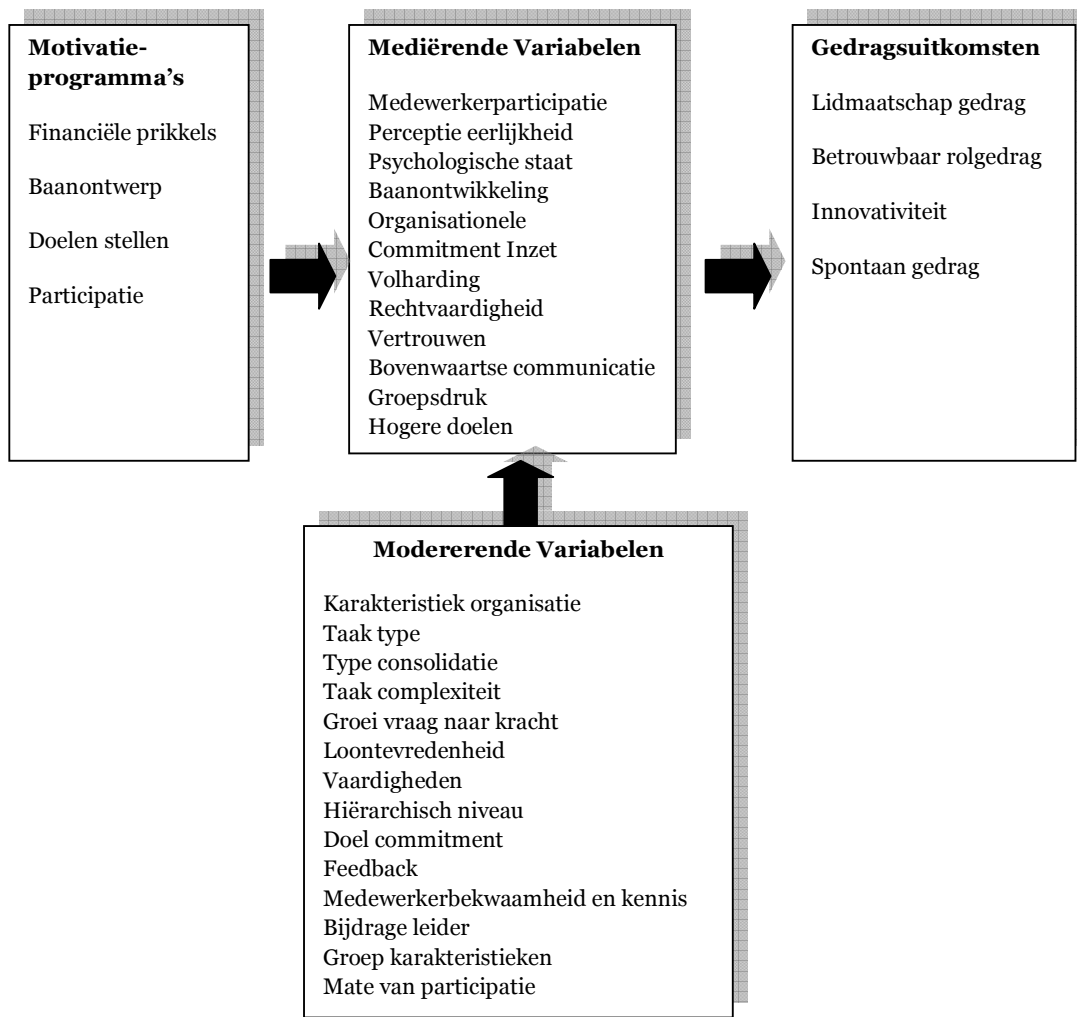 Motivatie-
programma’s
Financiële prikkels
Baanontwerp
Doelen stellen
Participatie
Mediërende Variabelen
Medewerkerparticipatie
Perceptie eerlijkheid
Psychologische staat
Baanontwikkeling
Organisationele
Commitment Inzet
Volharding
Rechtvaardigheid
Vertrouwen
Bovenwaartse communicatie
Groepsdruk
Hogere doelen
Gedragsuitkomsten
Lidmaatschap gedrag
Betrouwbaar rolgedrag
Innovativiteit
Spontaan gedrag
Modererende Variabelen
Karakteristiek organisatie
Taak type
Type consolidatie
Taak complexiteit
Groei vraag naar kracht
Loontevredenheid
Vaardigheden
Hiërarchisch niveau
Doel commitment
Feedback
Medewerkerbekwaamheid en kennis
Bijdrage leider
Groep karakteristieken
Mate van participatie